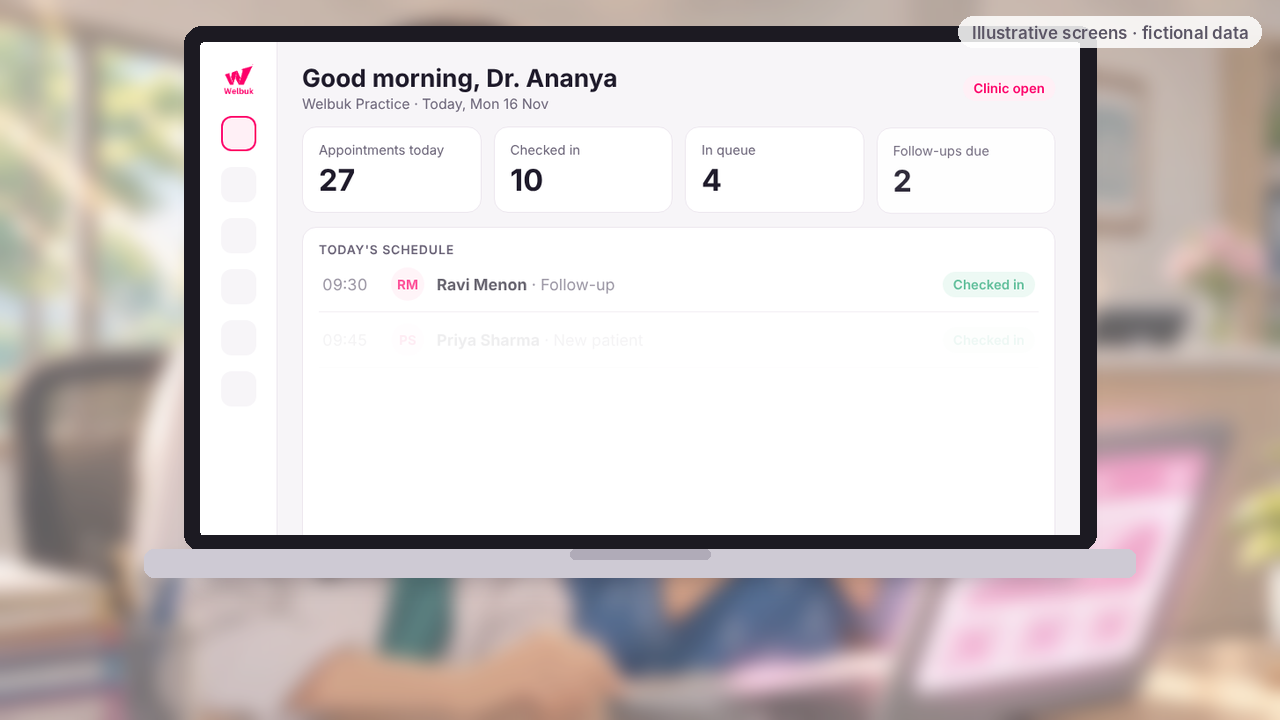 Illustrative screens · fictional data
Welbuk
Good morning, Dr. Ananya
Welbuk Practice · Today, Mon 16 Nov
Clinic open
Appointments today
27
Checked in
10
In queue
4
Follow-ups due
2
TODAY'S SCHEDULE
09:30 RM Ravi Menon · Follow-up Checked in
09:45 PS Priya Sharma · New patient Checked in